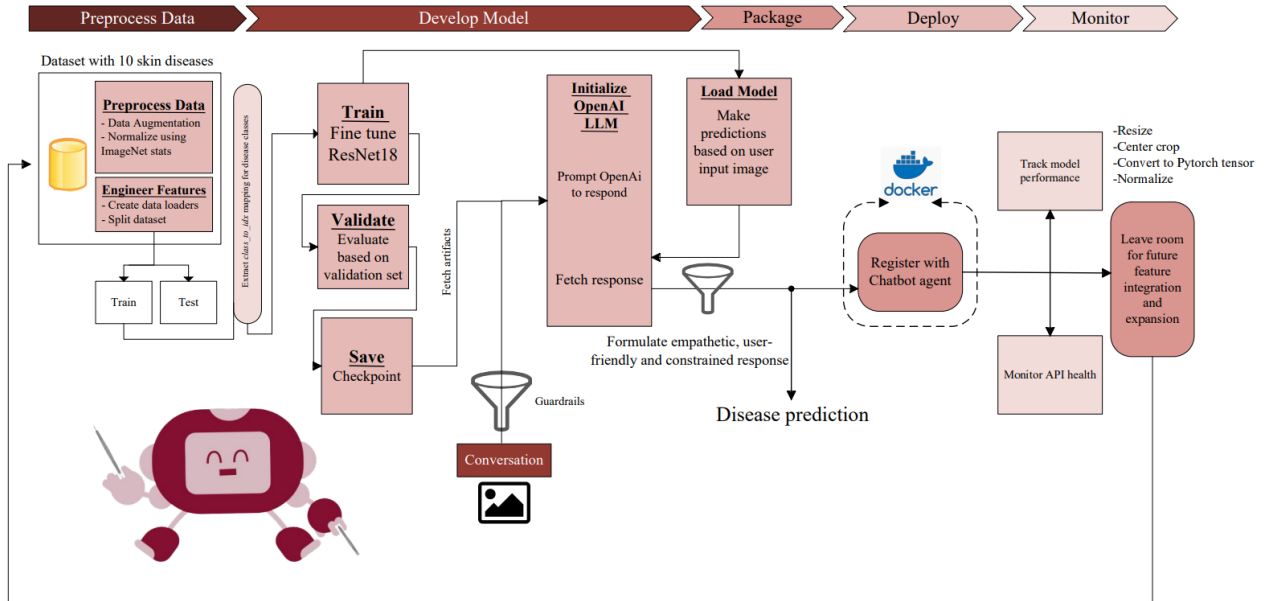 Preprocess Data
Develop Model
Package
Deploy
Monitor
Dataset with 10 skin diseases
Preprocess Data
- Data Augmentation
- Normalize using
ImageNet stats
Engineer Features
- Create data loaders
- Split dataset
Train
Test
Extract class_to_idx mapping for disease classes
Train
Fine tune
ResNet18
Validate
Evaluate
based on
validation set
Save
Checkpoint
Fetch artifacts
Guardrails
Conversation
Initialize
OpenAI
LLM
Prompt OpenAi
to respond
Fetch response
Load Model
Make
predictions
based on user
input image
Formulate empathetic, user-
friendly and constrained response
Disease prediction
docker
Register with
Chatbot agent
Track model
performance
-Resize
-Center crop
-Convert to Pytorch tensor
-Normalize
Leave room
for future
feature
integration
and
expansion
Monitor API health